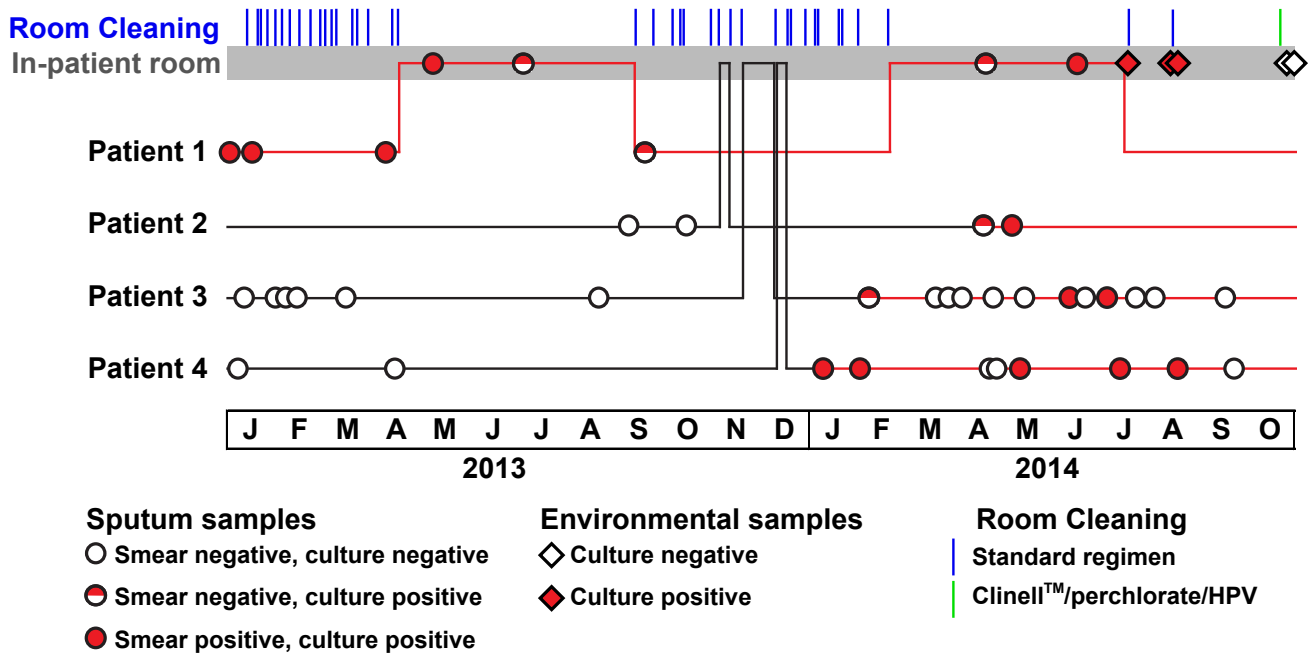 Room Cleaning
In-patient room
Patient 1
Patient 2
Patient 3
Patient 4
J F M A M J J A S O N D J F M A M J J A S O
2013 2014
Sputum samples
Smear negative, culture negative
Smear negative, culture positive
Smear positive, culture positive
Environmental samples
Culture negative
Culture positive
Room Cleaning
Standard regimen
Clinell™/perchlorate/HPV